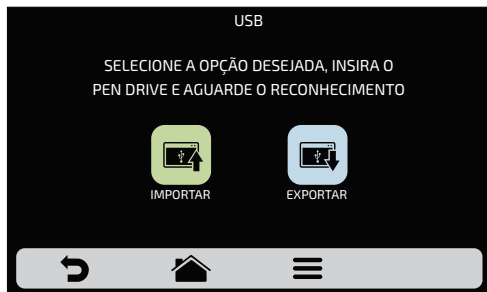 USB
SELECIONE A OPÇÃO DESEJADA, INSIRA O
PEN DRIVE E AGUARDE O RECONHECIMENTO
IMPORTAR EXPORTAR